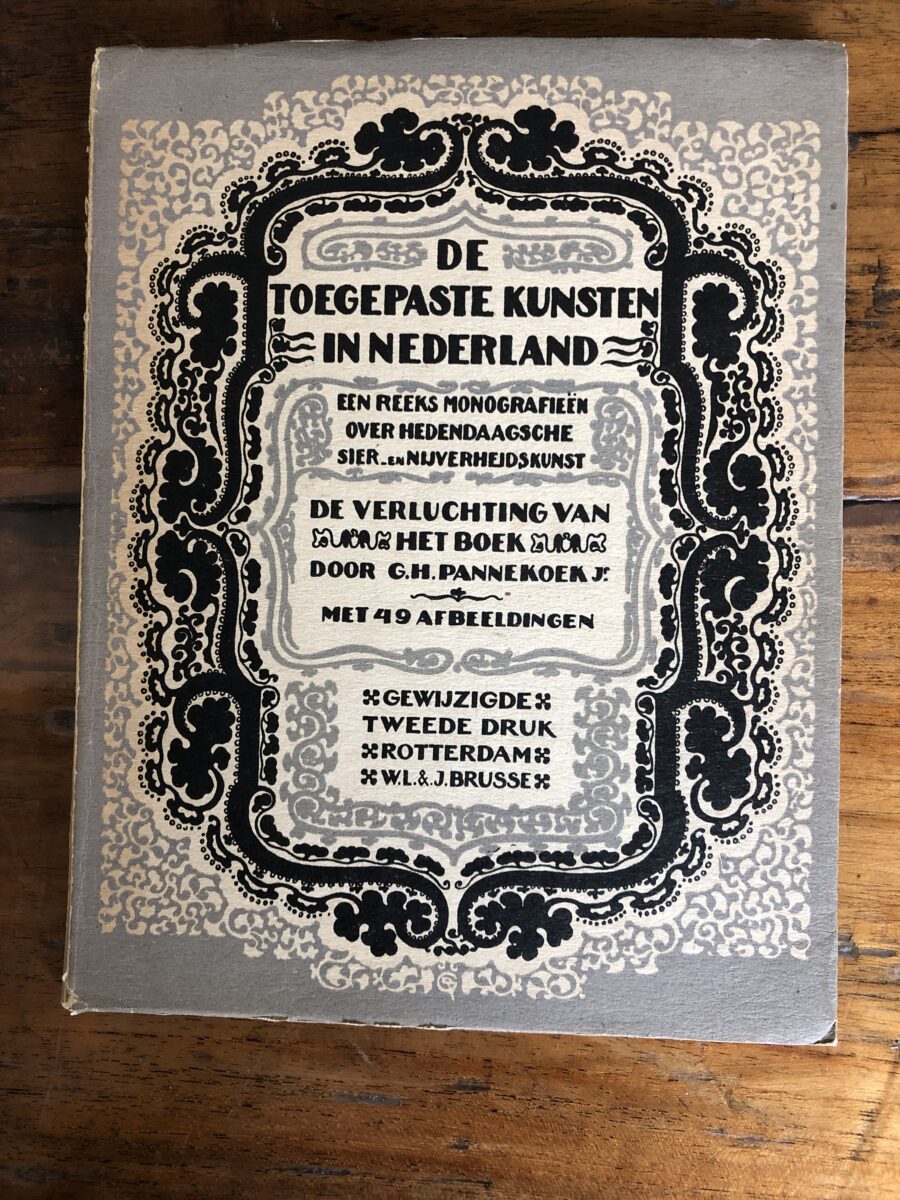 DE
TOEGEPASTE KUNSTEN
IN NEDERLAND
EEN REEKS MONOGRAFIEËN
OVER HEDENDAAGSCHE
SIER- EN NIJVERHEIDSKUNST
DE VERLUCHTING VAN
HET BOEK
DOOR G.H. PANNEKOEK Jr
MET 49 AFBEELDINGEN
GEWIJZIGDE
TWEEDE DRUK
ROTTERDAM
W.L. & J. BRUSSE